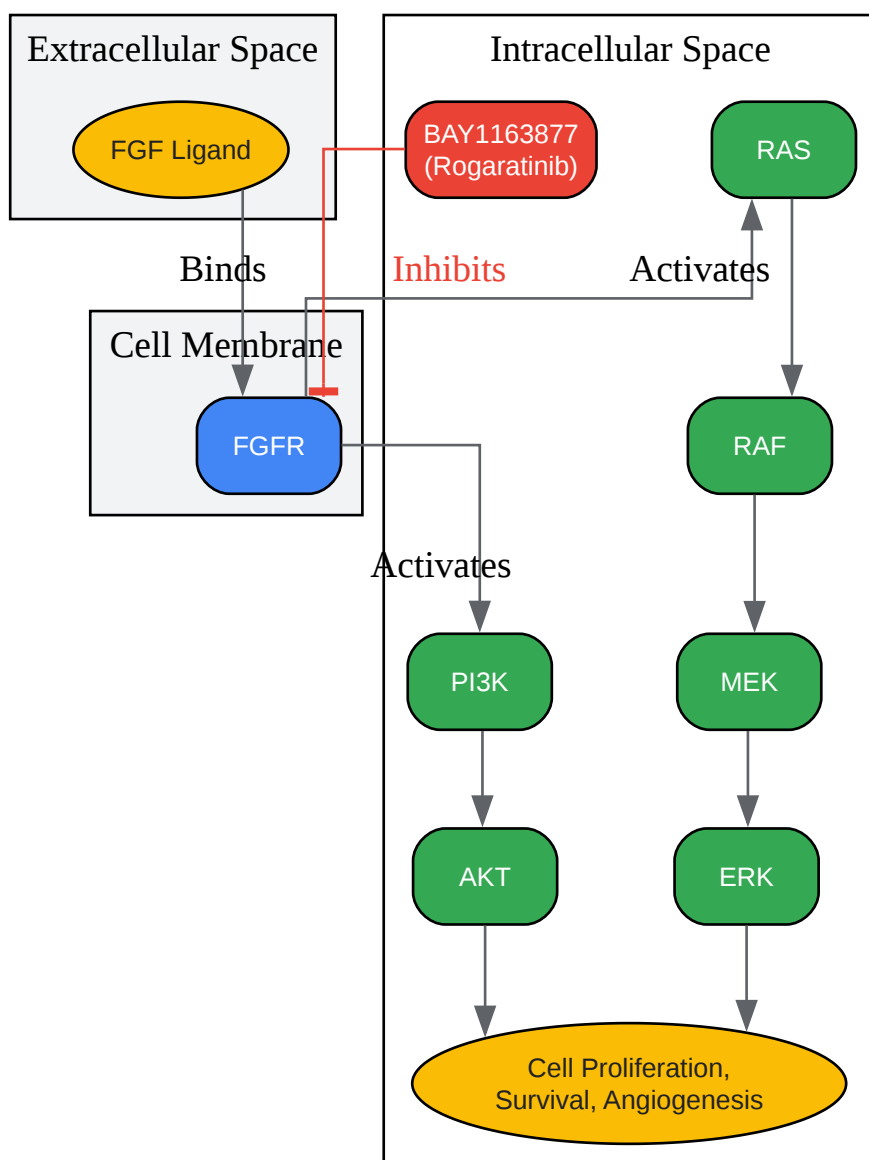 Extracellular Space
Intracellular Space
FGF Ligand
BAY1163877
(Rogaratinib)
RAS
Binds
Inhibits
Activates
Cell Membrane
FGFR
RAF
Activates
PI3K
MEK
AKT
ERK
Cell Proliferation,
Survival, Angiogenesis